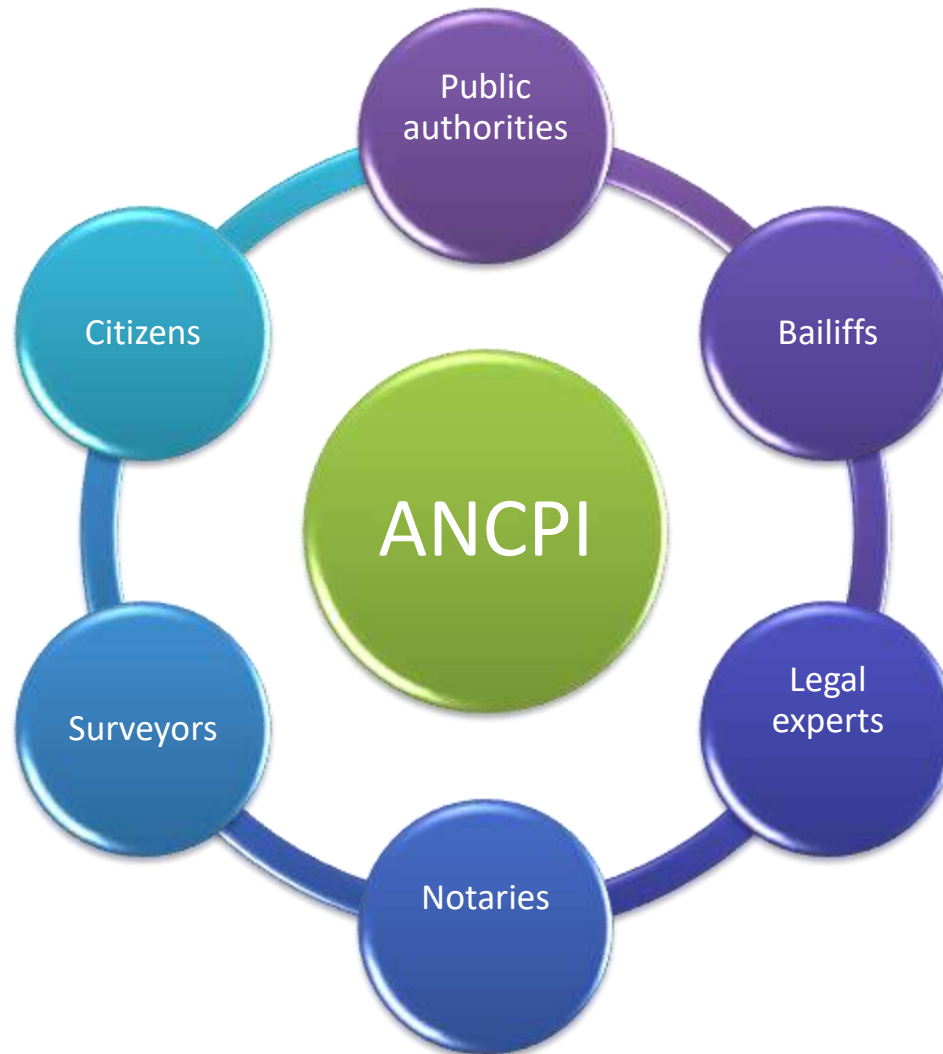 Public
authorities
Citizens
Bailiffs
ANCPI
Surveyors
Legal
experts
Notaries